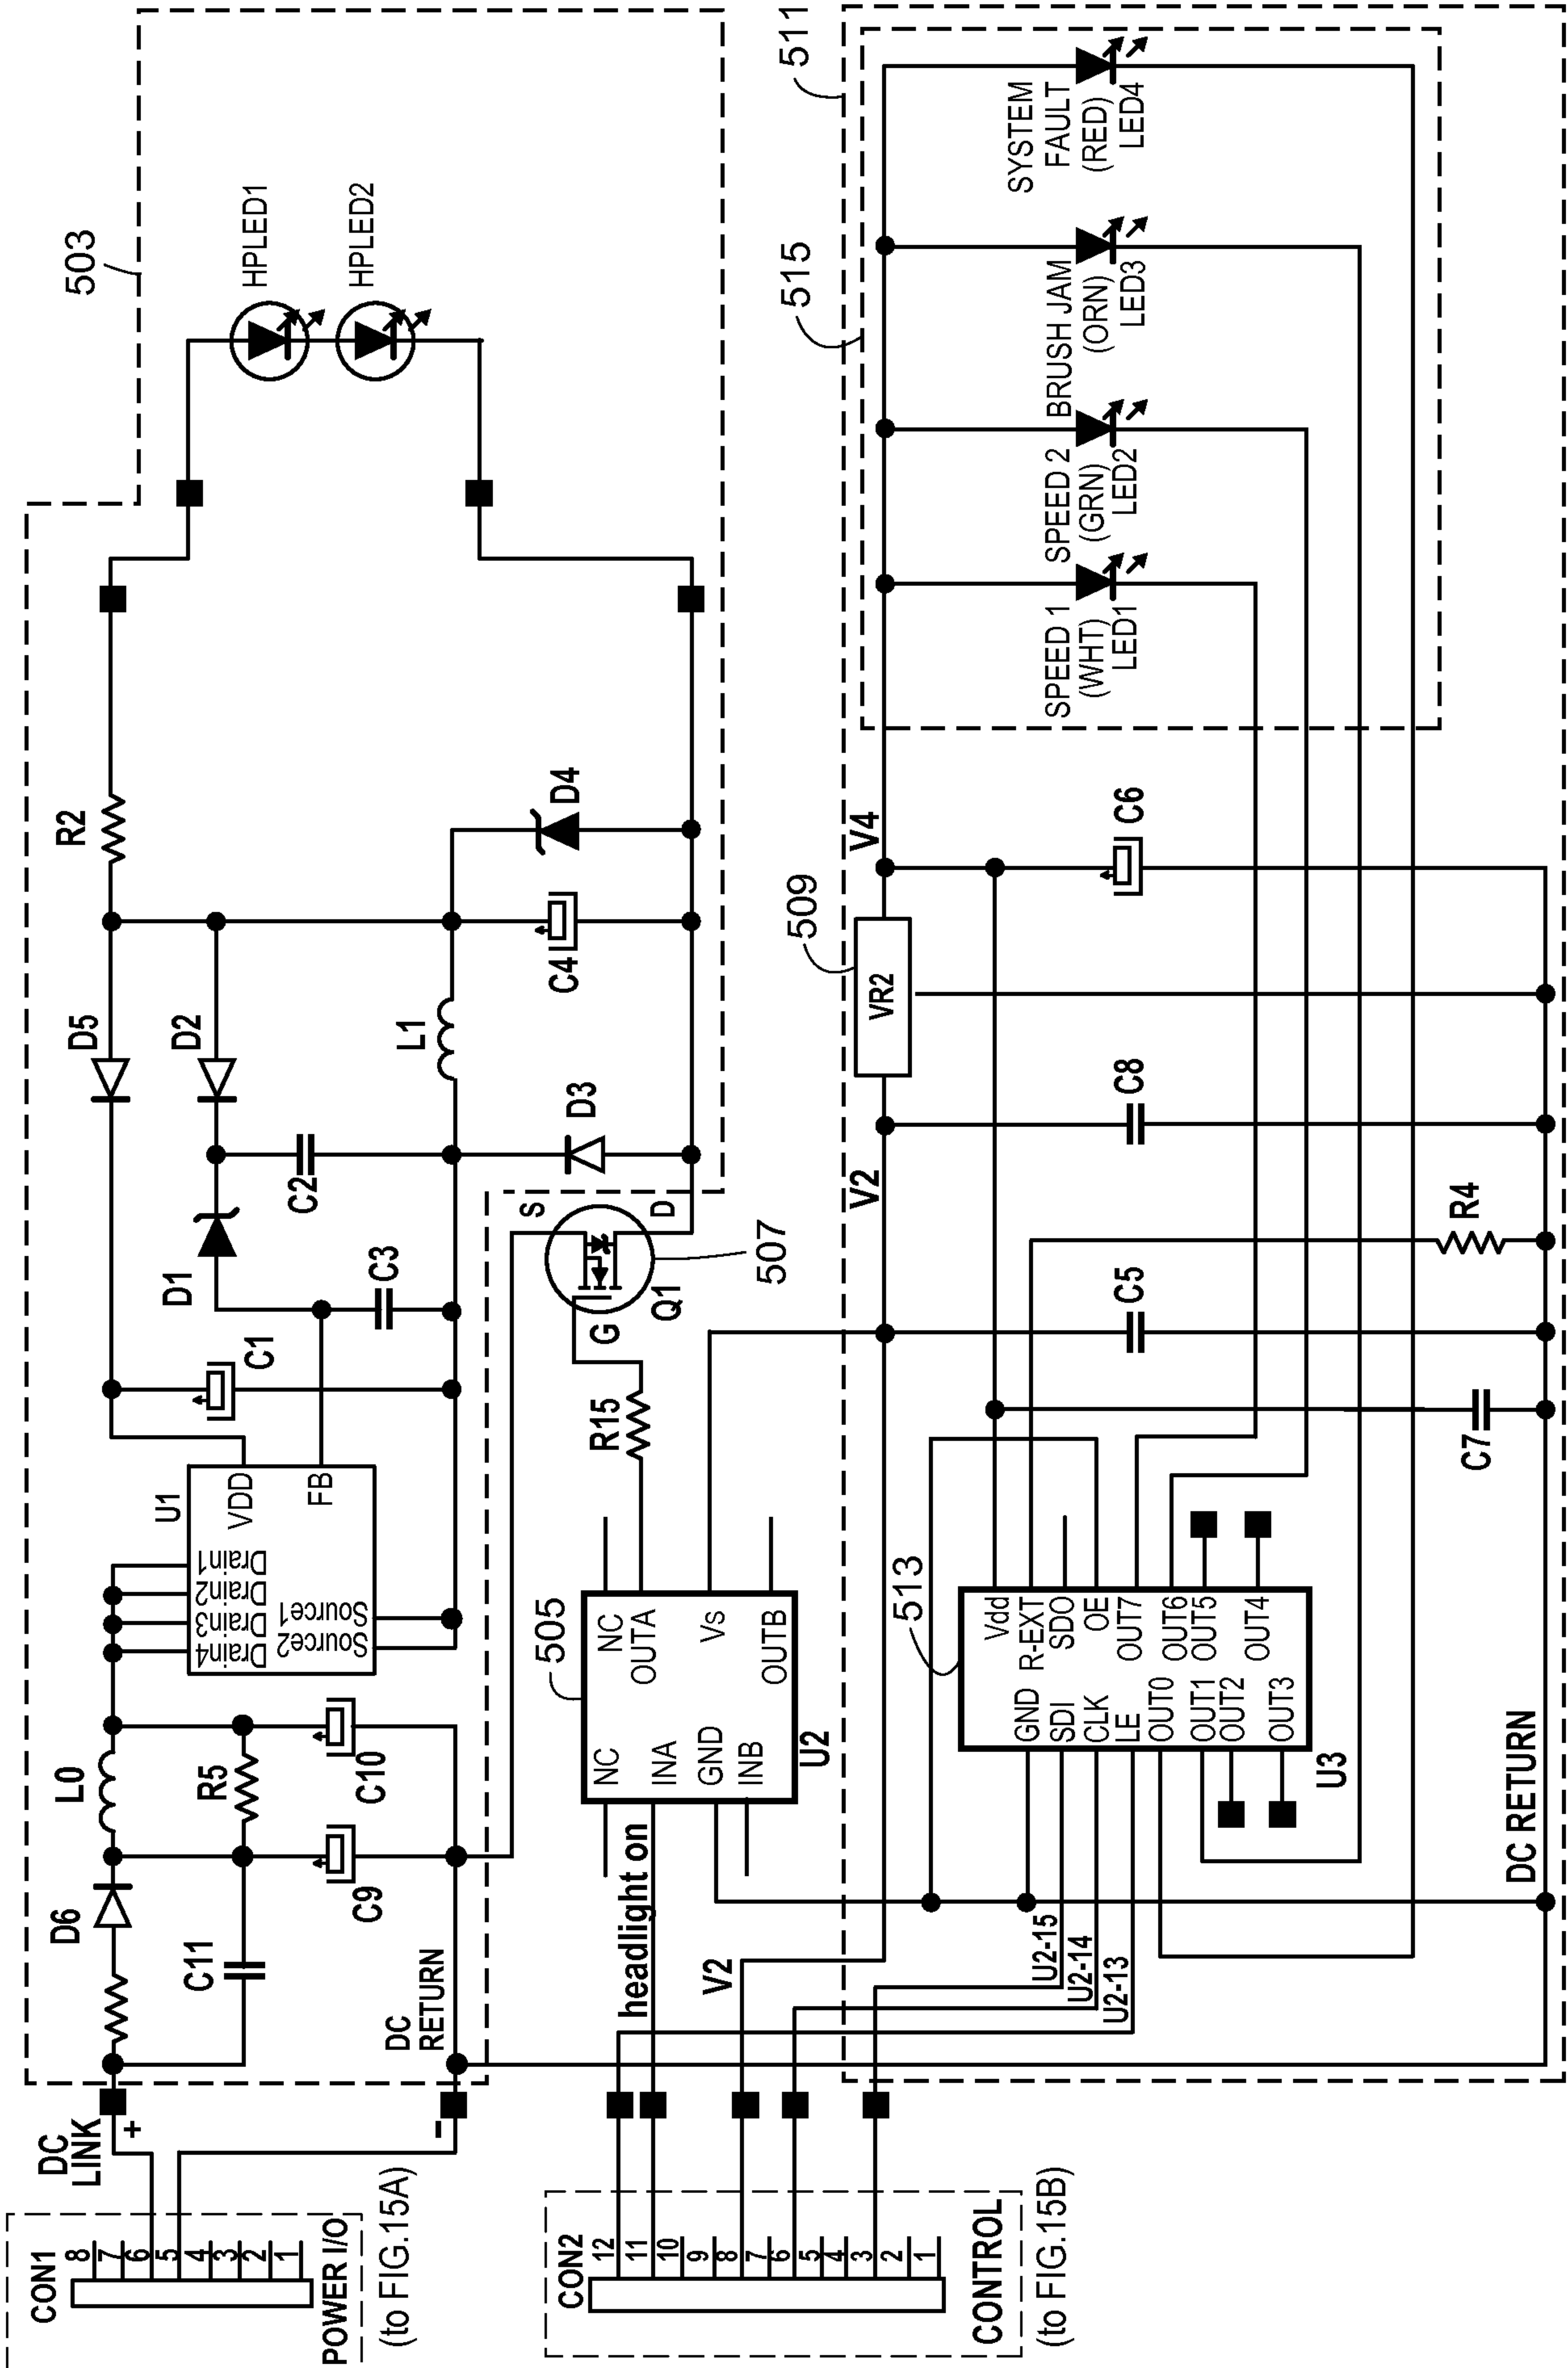 503
HPLED1
HPLED2
R2
D5
D2
D1
C1
C2
C3
L1
C4
D4
D3
U1
VDD
FB
Drain1
Drain2
Drain3
Drain4
Source1
Source2
L0
R5
C10
C9
D6
C11
DC
RETURN
DC
LINK
+
-
CON1
8
7
6
5
4
3
2
1
POWER I/O
(to FIG.15A)
S
D
G
Q1
507
R15
505
NC
OUTA
Vs
OUTB
NC
INA
GND
INB
U2
headlight on
V2
CON2
12
11
10
9
8
7
6
5
4
3
2
1
CONTROL
(to FIG.15B)
511
515
SYSTEM
FAULT
(RED)
LED4
BRUSH JAM
(ORN)
LED3
SPEED 2
(GRN)
LED2
SPEED 1
(WHT)
LED1
V4
509
VR2
C6
C8
V2
R4
C5
C7
513
Vdd
R-EXT
SDO
OE
OUT7
OUT6
OUT5
OUT4
GND
SDI
CLK
LE
OUT0
OUT1
OUT2
OUT3
U3
U2-15
U2-14
U2-13
DC RETURN